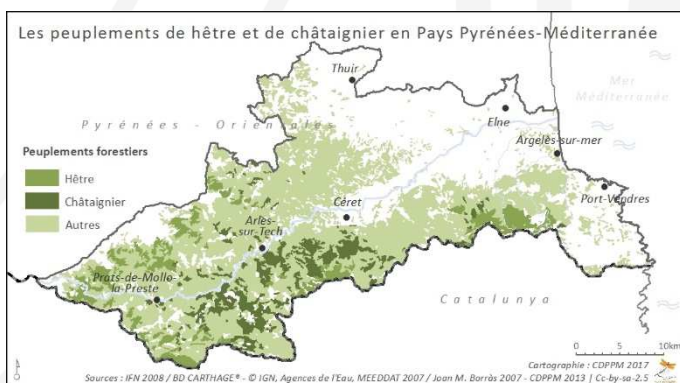 Les peuplements de hêtre et de châtaignier en Pays Pyrénées-Méditerranée
Thuir
Mer
Méditerranée
Pyrénées - Orientales
Elne
Argelès-sur-mer
Peuplements forestiers
Hêtre
Châtaignier
Autres
Port-Vendres
Céret
Arles-
sur-Tech
Prats-de-Mollo-
la-Preste
Catalunya
0 5 10km
Cartographie : CDPPM 2017
Sources : IFN 2008 / BD CARTHAGE® - © IGN, Agences de l'Eau, MEEDDAT 2007 / Joan M. Borràs 2007 - CDPPM 2013 | Cc-by-sa-2.5